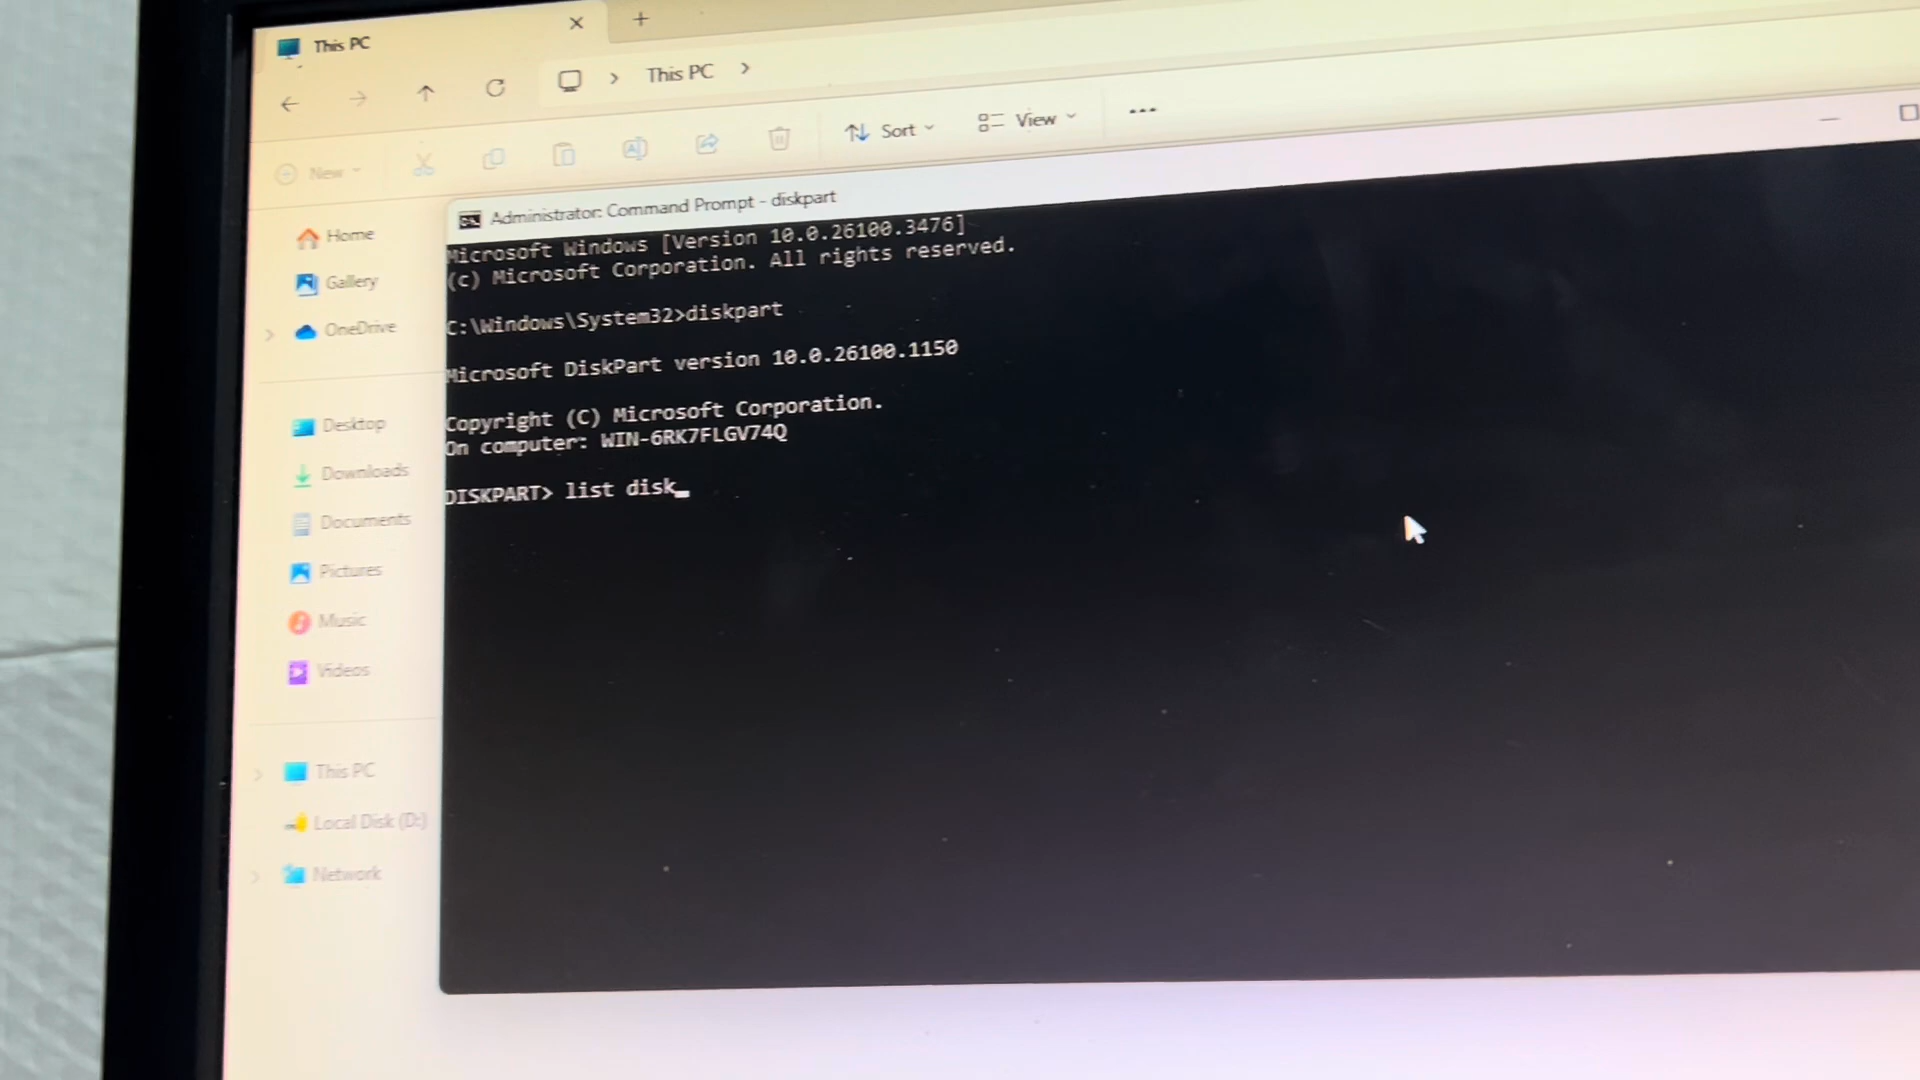 This PC
This PC
New
Sort
View
Administrator: Command Prompt - diskpart
Home
Gallery
OneDrive
Desktop
Downloads
Documents
Pictures
Music
Videos
This PC
Local Disk (D:)
Network
Microsoft Windows [Version 10.0.26100.3476]
(c) Microsoft Corporation. All rights reserved.
C:\Windows\System32>diskpart
Microsoft DiskPart version 10.0.26100.1150
Copyright (C) Microsoft Corporation.
On computer: WIN-6RK7FLGV74Q
DISKPART> list disk